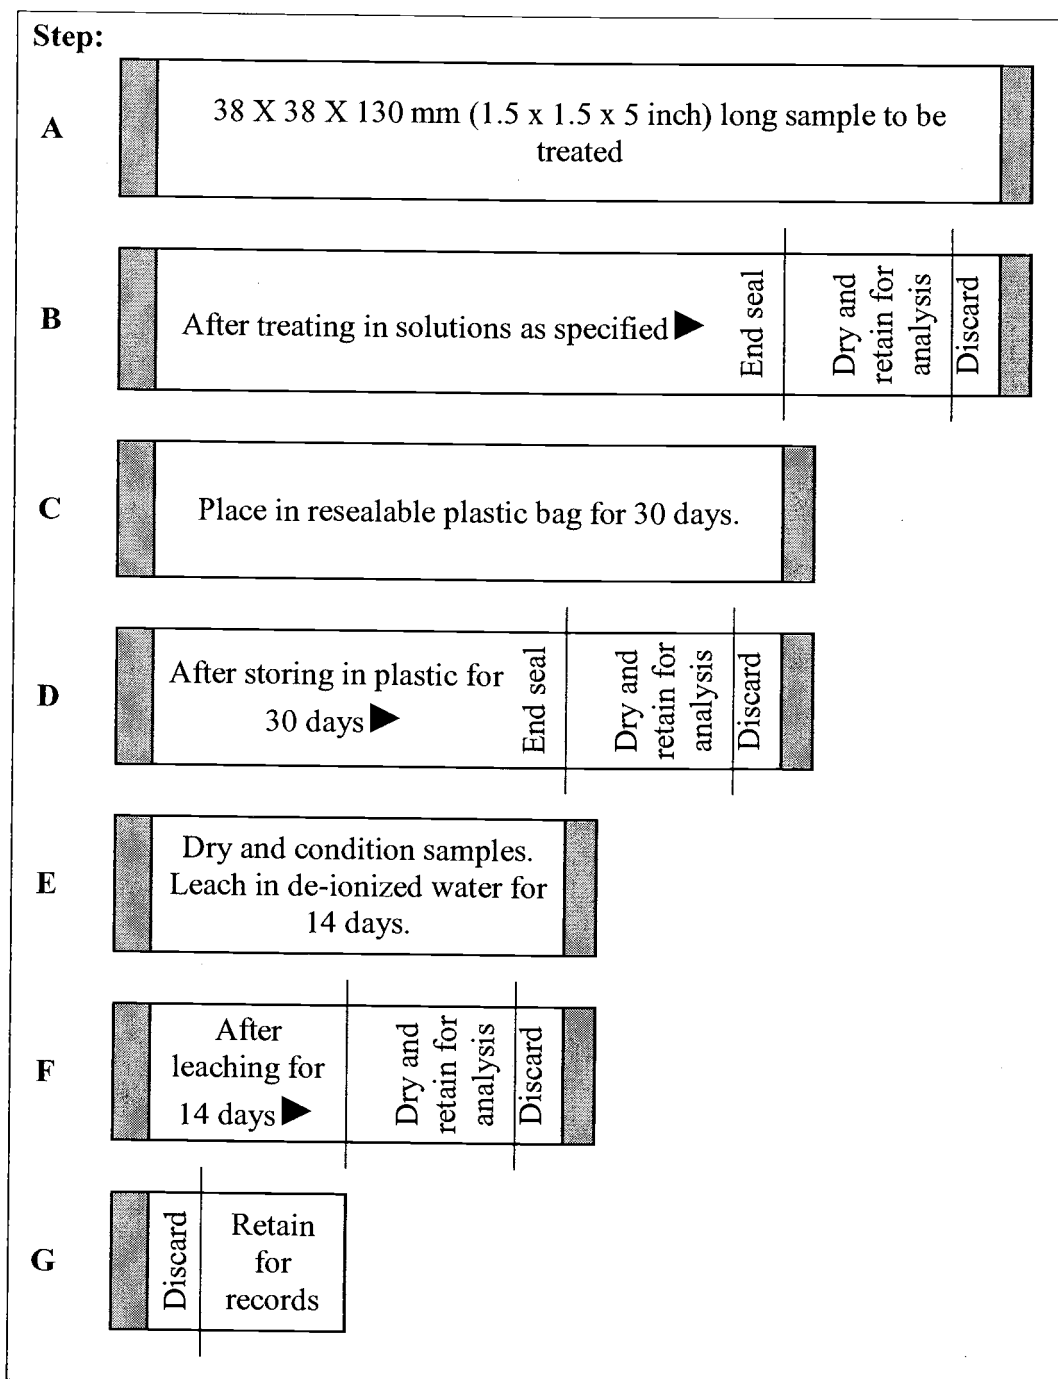 Step:
A
38 X 38 X 130 mm (1.5 x 1.5 x 5 inch) long sample to be
treated
B
After treating in solutions as specified ▶
End seal
Dry and
retain for
analysis
Discard
C
Place in resealable plastic bag for 30 days.
D
After storing in plastic for
30 days ▶
End seal
Dry and
retain for
analysis
Discard
E
Dry and condition samples.
Leach in de-ionized water for
14 days.
F
After
leaching for
14 days ▶
Dry and
retain for
analysis
Discard
G
Discard
Retain
for
records